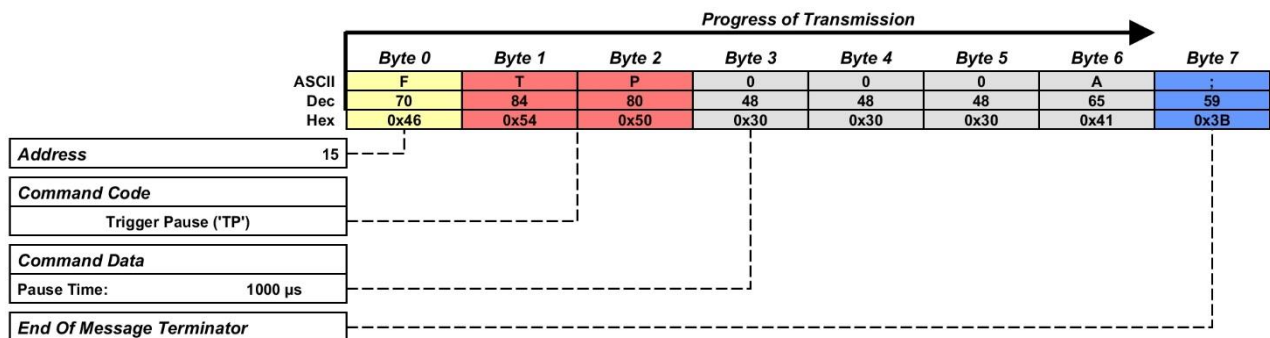 Progress of Transmission
Byte 0 Byte 1 Byte 2 Byte 3 Byte 4 Byte 5 Byte 6 Byte 7
ASCII F T P 0 0 0 A ;
Dec 70 84 80 48 48 48 65 59
Hex 0x46 0x54 0x50 0x30 0x30 0x30 0x41 0x3B
Address 15
Command Code
Trigger Pause ('TP')
Command Data
Pause Time: 1000 µs
End Of Message Terminator